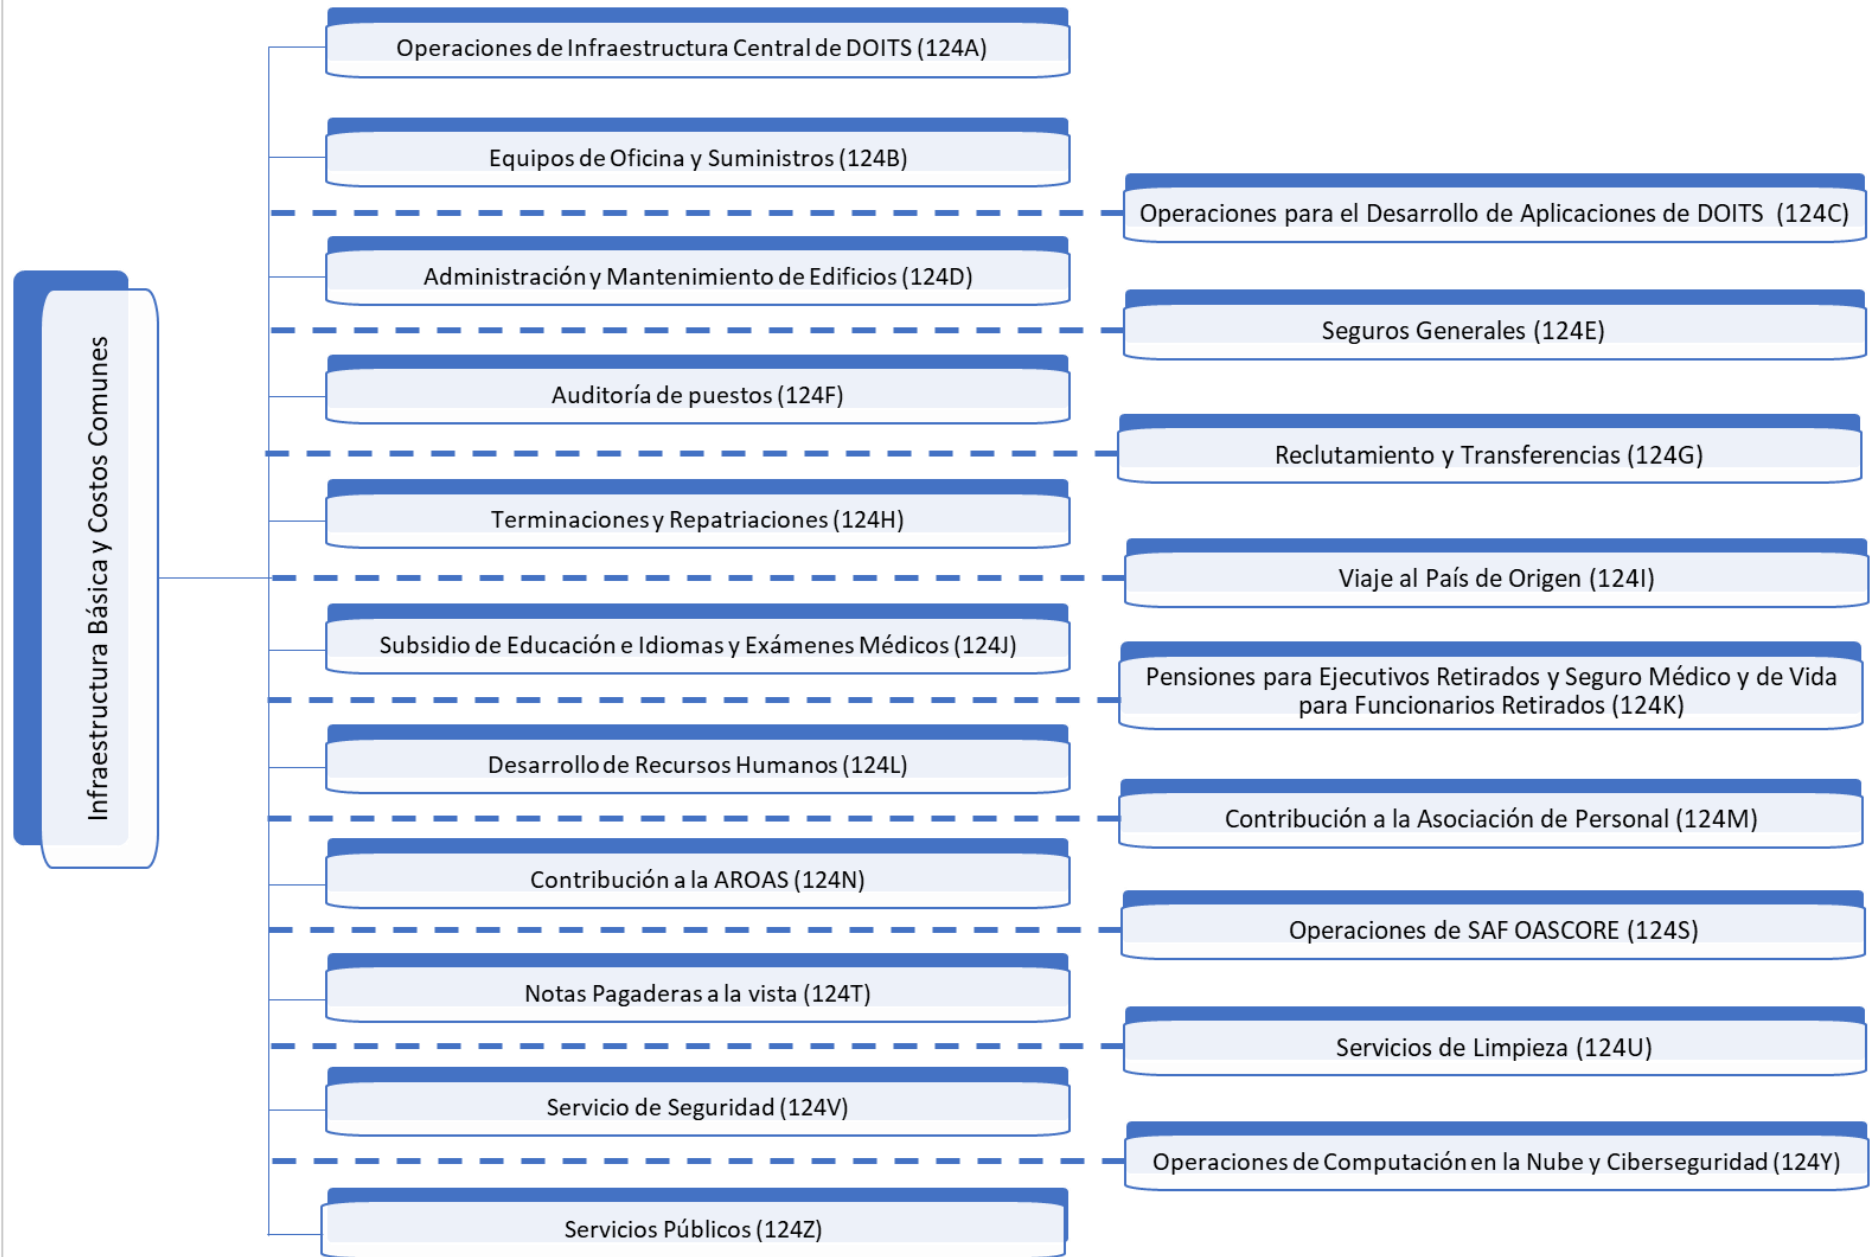 Infraestructura Básica y Costos Comunes
Operaciones de Infraestructura Central de DOITS (124A)
Equipos de Oficina y Suministros (124B)
Operaciones para el Desarrollo de Aplicaciones de DOITS (124C)
Administración y Mantenimiento de Edificios (124D)
Seguros Generales (124E)
Auditoría de puestos (124F)
Reclutamiento y Transferencias (124G)
Terminaciones y Repatriaciones (124H)
Viaje al País de Origen (124I)
Subsidio de Educación e Idiomas y Exámenes Médicos (124J)
Pensiones para Ejecutivos Retirados y Seguro Médico y de Vida
para Funcionarios Retirados (124K)
Desarrollo de Recursos Humanos (124L)
Contribución a la Asociación de Personal (124M)
Contribución a la AROAS (124N)
Operaciones de SAF OASCORE (124S)
Notas Pagaderas a la vista (124T)
Servicios de Limpieza (124U)
Servicio de Seguridad (124V)
Operaciones de Computación en la Nube y Ciberseguridad (124Y)
Servicios Públicos (124Z)